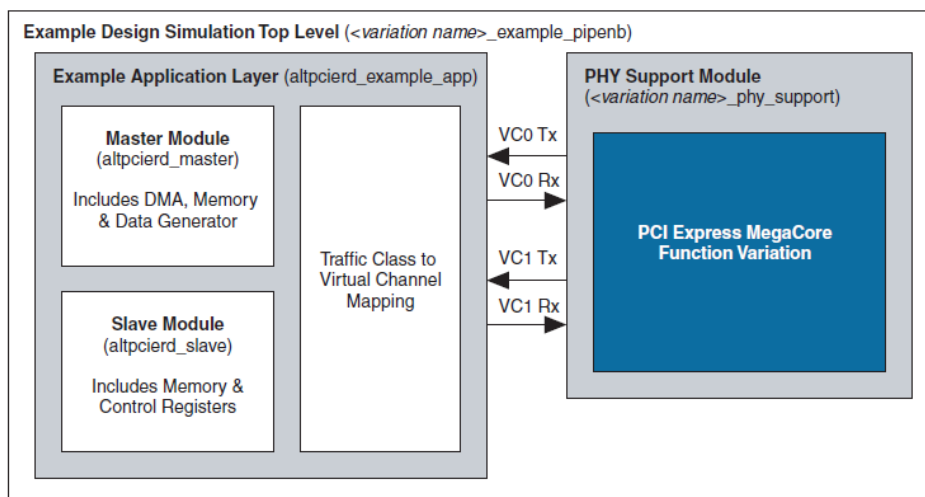 Example Design Simulation Top Level (<variation name>_example_pipenb)
Example Application Layer (altpcierd_example_app)
Master Module
(altpcierd_master)
Includes DMA, Memory
& Data Generator
Slave Module
(altpcierd_slave)
Includes Memory &
Control Registers
Traffic Class to
Virtual Channel
Mapping
VC0 Tx
VC0 Rx
VC1 Tx
VC1 Rx
PHY Support Module
(<variation name>_phy_support)
PCI Express MegaCore
Function Variation